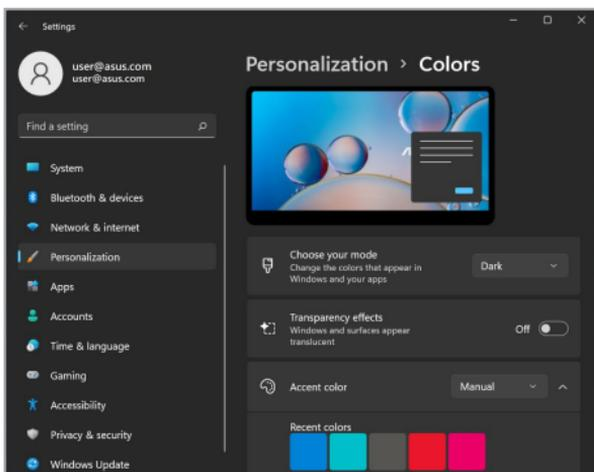 Settings
user@asus.com
user@asus.com
Find a setting
System
Bluetooth & devices
Network & internet
Personalization
Apps
Accounts
Time & language
Gaming
Accessibility
Privacy & security
Windows Update
Personalization > Colors
Choose your mode
Change the colors that appear in
Windows and your apps
Dark
Transparency effects
Windows and surfaces appear
translucent
Off
Accent color
Manual
Recent colors